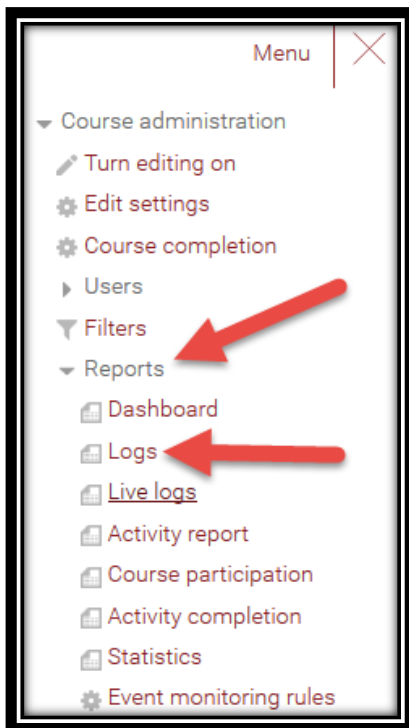 Menu
Course administration
Turn editing on
Edit settings
Course completion
Users
Filters
Reports
Dashboard
Logs
Live logs
Activity report
Course participation
Activity completion
Statistics
Event monitoring rules